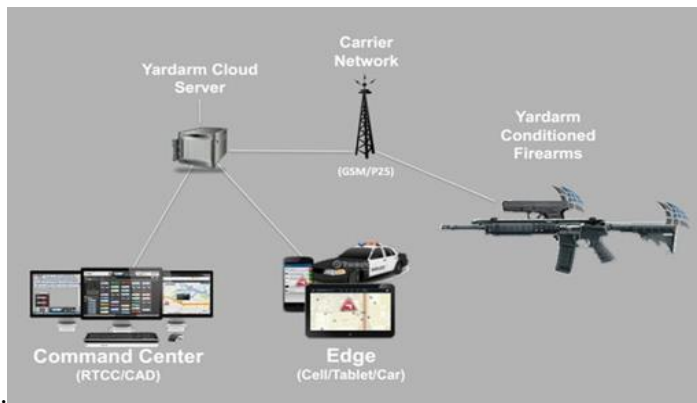 Carrier
Network
Yardarm Cloud
Server
Yardarm
Conditioned
Firearms
(GSM/P25)
Command Center
(RTCC/CAD)
Edge
(Cell/Tablet/Car)